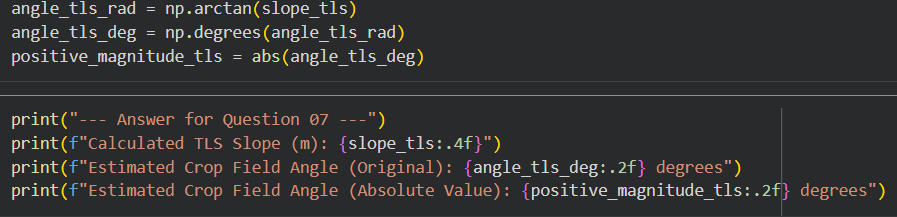 angle_tls_rad = np.arctan(slope_tls)
angle_tls_deg = np.degrees(angle_tls_rad)
positive_magnitude_tls = abs(angle_tls_deg)
print("--- Answer for Question 07 ---")
print(f"Calculated TLS Slope (m): {slope_tls:.4f}")
print(f"Estimated Crop Field Angle (Original): {angle_tls_deg:.2f} degrees")
print(f"Estimated Crop Field Angle (Absolute Value): {positive_magnitude_tls:.2f} degrees")